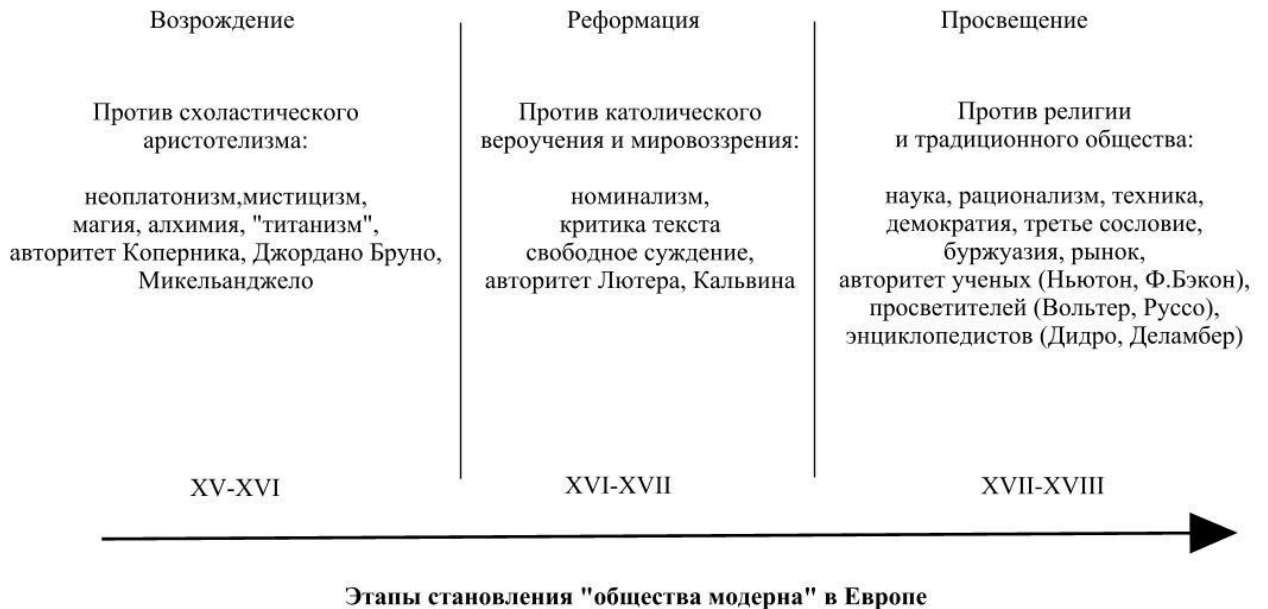 Возрождение
Против схоластического
аристотелизма:
неоплатонизм,мистицизм,
магия, алхимия, "титанизм",
авторитет Коперника, Джордано Бруно,
Микельанджело
XV-XVI
Реформация
Против католического
вероучения и мировоззрения:
номинализм,
критика текста
свободное суждение,
авторитет Лютера, Кальвина
XVI-XVII
Просвещение
Против религии
и традиционного общества:
наука, рационализм, техника,
демократия, третье сословие,
буржуазия, рынок,
авторитет ученых (Ньютон, Ф.Бэкон),
просветителей (Вольтер, Руссо),
энциклопедистов (Дидро, Деламбер)
XVII-XVIII
Этапы становления "общества модерна" в Европе